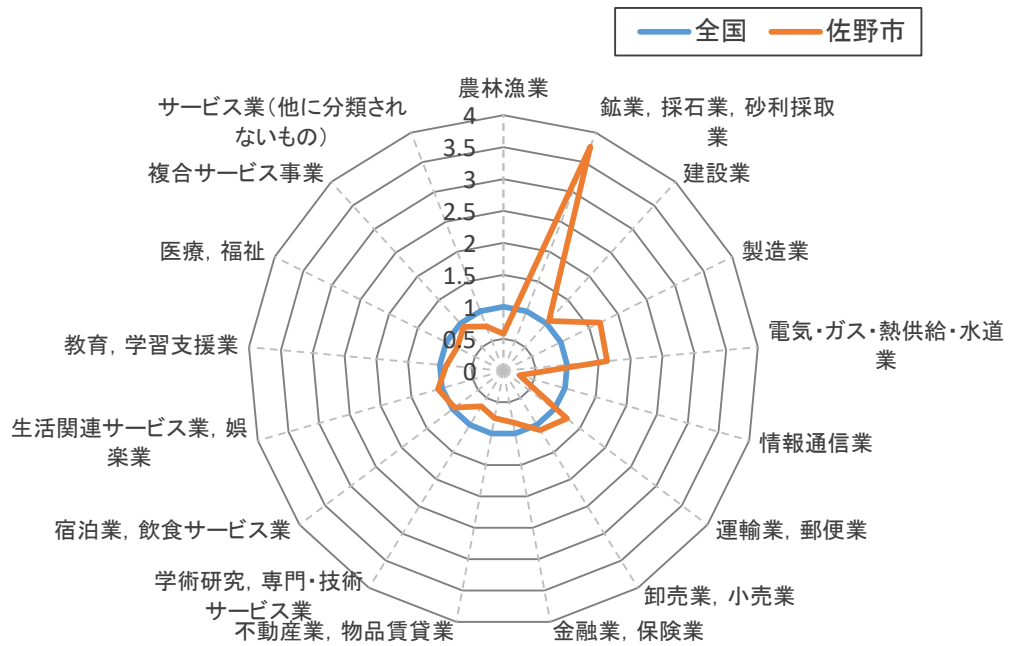 全国
佐野市
農林漁業
鉱業, 採石業, 砂利採取
業
建設業
製造業
電気・ガス・熱供給・水道
業
情報通信業
運輸業, 郵便業
卸売業, 小売業
金融業, 保険業
不動産業, 物品賃貸業
学術研究, 専門・技術
サービス業
宿泊業, 飲食サービス業
生活関連サービス業, 娯
楽業
教育, 学習支援業
医療, 福祉
複合サービス事業
サービス業(他に分類され
ないもの)
4
3.5
3
2.5
2
1.5
1
0.5
0